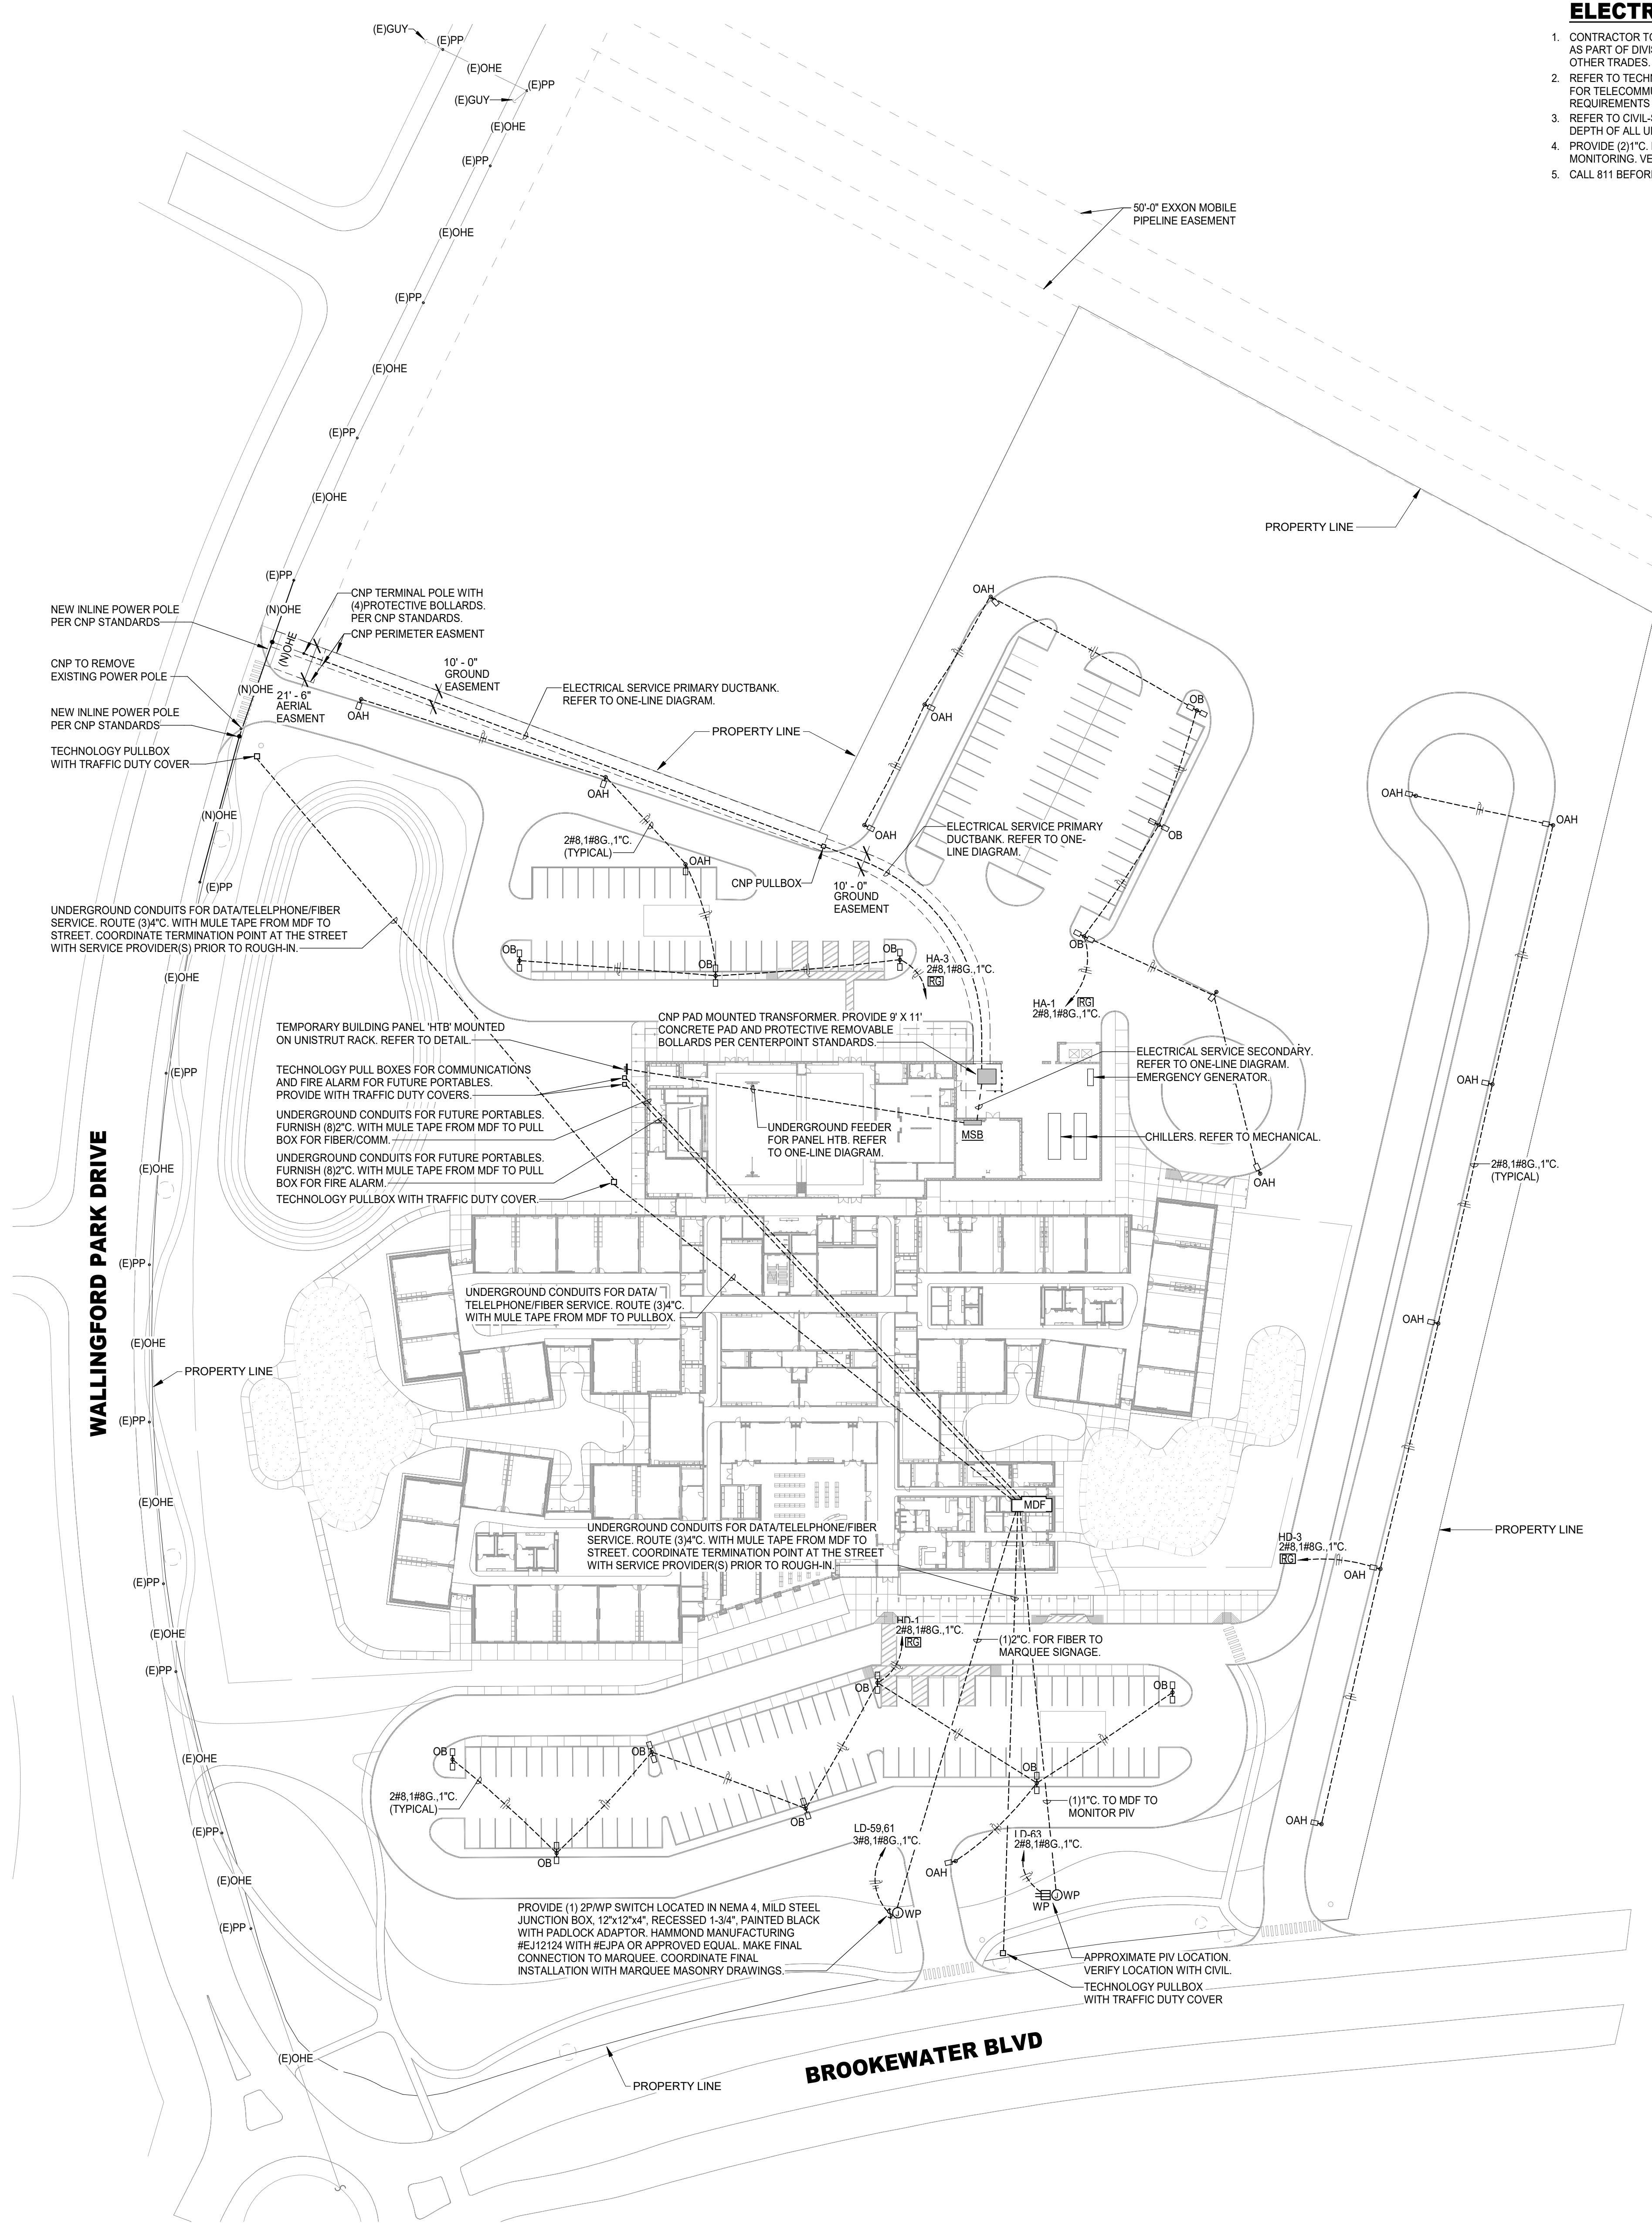 ELECTR
1. CONTRACTOR TO
AS PART OF DIVIS
OTHER TRADES.
2. REFER TO TECHN
FOR TELECOMMU
REQUIREMENTS
3. REFER TO CIVIL-S
DEPTH OF ALL U
4. PROVIDE (2)1"C.
MONITORING. VE
5. CALL 811 BEFOR
(E)GUY
(E)PP
(E)OHE
(E)PP
(E)GUY
(E)OHE
(E)PP
(E)OHE
(E)PP
(E)OHE
(E)PP
(E)OHE
(E)PP
50'-0" EXXON MOBILE
PIPELINE EASEMENT
PROPERTY LINE
NEW INLINE POWER POLE
PER CNP STANDARDS
(N)OHE
(N)OHE
CNP TERMINAL POLE WITH
(4)PROTECTIVE BOLLARDS.
PER CNP STANDARDS.
CNP PERIMETER EASMENT
CNP TO REMOVE
EXISTING POWER POLE
(N)OHE
21' - 6"
AERIAL
EASMENT
OAH
10' - 0"
GROUND
EASEMENT
ELECTRICAL SERVICE PRIMARY DUCTBANK.
REFER TO ONE-LINE DIAGRAM.
PROPERTY LINE
NEW INLINE POWER POLE
PER CNP STANDARDS
TECHNOLOGY PULLBOX
WITH TRAFFIC DUTY COVER
(N)OHE
(E)PP
OAH
OAH
OB
OAH
OAH
OAH
OB
OAH
OAH
2#8,1#8G.,1"C.
(TYPICAL)
OAH
CNP PULLBOX
ELECTRICAL SERVICE PRIMARY
DUCTBANK. REFER TO ONE-
LINE DIAGRAM.
10' - 0"
GROUND
EASEMENT
UNDERGROUND CONDUITS FOR DATA/TELELPHONE/FIBER
SERVICE. ROUTE (3)4"C. WITH MULE TAPE FROM MDF TO
STREET. COORDINATE TERMINATION POINT AT THE STREET
WITH SERVICE PROVIDER(S) PRIOR TO ROUGH-IN.
(E)OHE
OB
OB
OB
OB
HA-3
2#8,1#8G.,1"C.
RG
HA-1
RG
2#8,1#8G.,1"C.
CNP PAD MOUNTED TRANSFORMER. PROVIDE 9' X 11'
CONCRETE PAD AND PROTECTIVE REMOVABLE
BOLLARDS PER CENTERPOINT STANDARDS.
TEMPORARY BUILDING PANEL 'HTB' MOUNTED
ON UNISTRUT RACK. REFER TO DETAIL.
ELECTRICAL SERVICE SECONDARY.
REFER TO ONE-LINE DIAGRAM.
EMERGENCY GENERATOR.
(E)PP
TECHNOLOGY PULL BOXES FOR COMMUNICATIONS
AND FIRE ALARM FOR FUTURE PORTABLES.
PROVIDE WITH TRAFFIC DUTY COVERS.
UNDERGROUND CONDUITS FOR FUTURE PORTABLES.
FURNISH (8)2"C. WITH MULE TAPE FROM MDF TO PULL
BOX FOR FIBER/COMM.
UNDERGROUND FEEDER
FOR PANEL HTB. REFER
TO ONE-LINE DIAGRAM.
MSB
CHILLERS. REFER TO MECHANICAL.
OAH
UNDERGROUND CONDUITS FOR FUTURE PORTABLES.
FURNISH (8)2"C. WITH MULE TAPE FROM MDF TO PULL
BOX FOR FIRE ALARM.
TECHNOLOGY PULLBOX WITH TRAFFIC DUTY COVER.
(E)OHE
OAH
2#8,1#8G.,1"C.
(TYPICAL)
WALLINGFORD PARK DRIVE
(E)PP
UNDERGROUND CONDUITS FOR DATA/
TELELPHONE/FIBER SERVICE. ROUTE (3)4"C.
WITH MULE TAPE FROM MDF TO PULLBOX.
(E)OHE
OAH
PROPERTY LINE
(E)PP
(E)OHE
MDF
PROPERTY LINE
UNDERGROUND CONDUITS FOR DATA/TELELPHONE/FIBER
SERVICE. ROUTE (3)4"C. WITH MULE TAPE FROM MDF TO
STREET. COORDINATE TERMINATION POINT AT THE STREET
WITH SERVICE PROVIDER(S) PRIOR TO ROUGH-IN.
HD-3
2#8,1#8G.,1"C.
RG
OAH
(E)PP
(E)OHE
HD-1
2#8,1#8G.,1"C.
RG
(1)2"C. FOR FIBER TO
MARQUEE SIGNAGE.
(E)PP
OB
OB
(E)OHE
OB
OB
OB
2#8,1#8G.,1"C.
(TYPICAL)
(1)1"C. TO MDF TO
MONITOR PIV
OB
OAH
(E)PP
LD-59,61
3#8,1#8G.,1"C.
LD-63
2#8,1#8G.,1"C.
OB
OAH
(E)OHE
WP
WP
WP
PROVIDE (1) 2P/WP SWITCH LOCATED IN NEMA 4, MILD STEEL
JUNCTION BOX, 12"x12"x4", RECESSED 1-3/4", PAINTED BLACK
WITH PADLOCK ADAPTOR. HAMMOND MANUFACTURING
#EJ12124 WITH #EJPA OR APPROVED EQUAL. MAKE FINAL
CONNECTION TO MARQUEE. COORDINATE FINAL
INSTALLATION WITH MARQUEE MASONRY DRAWINGS.
(E)PP
APPROXIMATE PIV LOCATION.
VERIFY LOCATION WITH CIVIL.
TECHNOLOGY PULLBOX
WITH TRAFFIC DUTY COVER
(E)OHE
BROOKEWATER BLVD
PROPERTY LINE